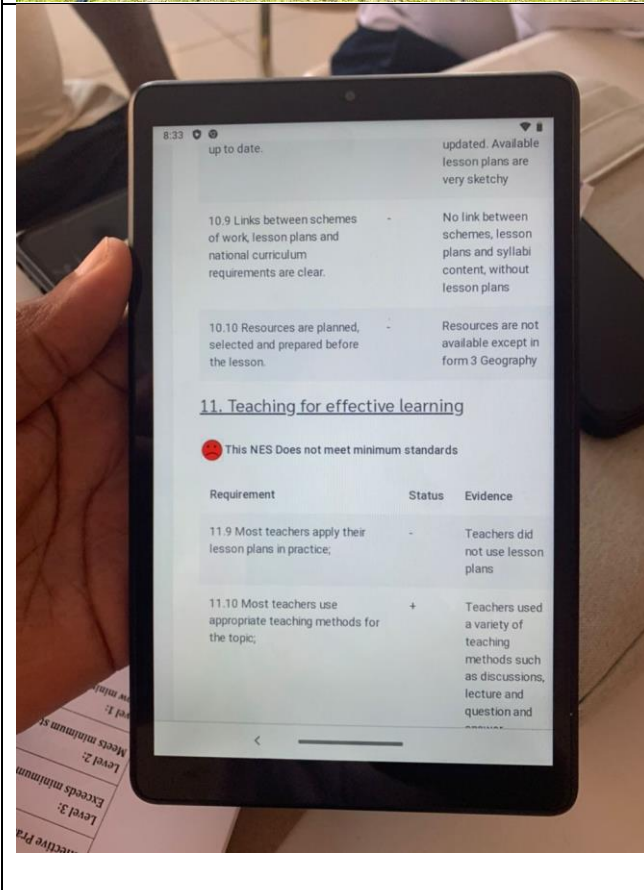 8:33
up to date.
updated. Available
lesson plans are
very sketchy
10.9 Links between schemes
of work, lesson plans and
national curriculum
requirements are clear.
-
No link between
schemes, lesson
plans and syllabi
content, without
lesson plans
10.10 Resources are planned,
selected and prepared before
the lesson.
-
Resources are not
available except in
form 3 Geography
11. Teaching for effective learning
This NES Does not meet minimum standards
Requirement Status Evidence
11.9 Most teachers apply their
lesson plans in practice;
-
Teachers did
not use lesson
plans
11.10 Most teachers use
appropriate teaching methods for
the topic;
+
Teachers used
a variety of
teaching
methods such
as discussions,
lecture and
question and
Level 2:
Meets minimum
Level 3:
Exceeds minimum